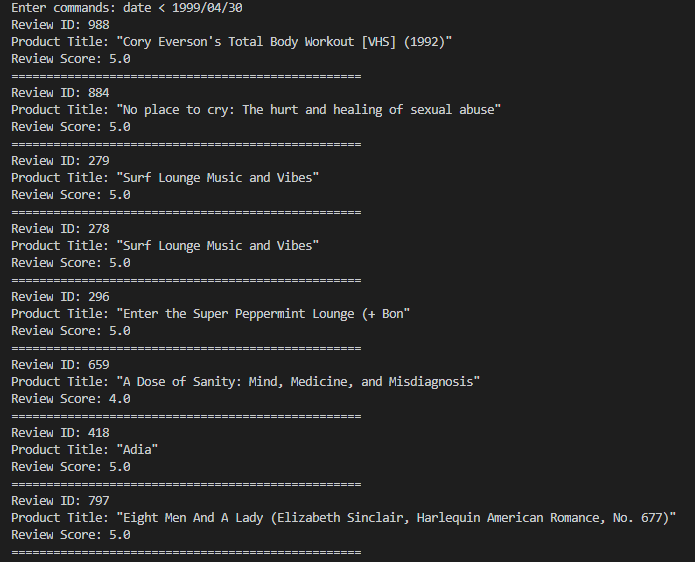 Enter commands: date < 1999/04/30
Review ID: 988
Product Title: "Cory Everson's Total Body Workout [VHS] (1992)"
Review Score: 5.0
==================================================
Review ID: 884
Product Title: "No place to cry: The hurt and healing of sexual abuse"
Review Score: 5.0
==================================================
Review ID: 279
Product Title: "Surf Lounge Music and Vibes"
Review Score: 5.0
==================================================
Review ID: 278
Product Title: "Surf Lounge Music and Vibes"
Review Score: 5.0
==================================================
Review ID: 296
Product Title: "Enter the Super Peppermint Lounge (+ Bon"
Review Score: 5.0
==================================================
Review ID: 659
Product Title: "A Dose of Sanity: Mind, Medicine, and Misdiagnosis"
Review Score: 4.0
==================================================
Review ID: 418
Product Title: "Adia"
Review Score: 5.0
==================================================
Review ID: 797
Product Title: "Eight Men And A Lady (Elizabeth Sinclair, Harlequin American Romance, No. 677)"
Review Score: 5.0
==================================================